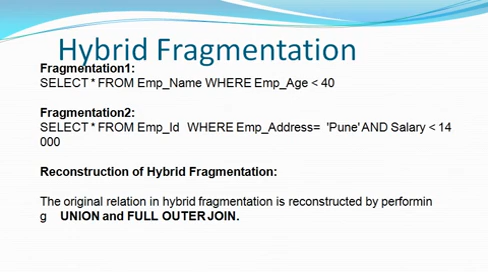 Hybrid Fragmentation
Fragmentation1:
SELECT * FROM Emp_Name WHERE Emp_Age < 40
Fragmentation2:
SELECT * FROM Emp_Id WHERE Emp_Address= 'Pune' AND Salary < 14
000
Reconstruction of Hybrid Fragmentation:
The original relation in hybrid fragmentation is reconstructed by performin
g UNION and FULL OUTER JOIN.